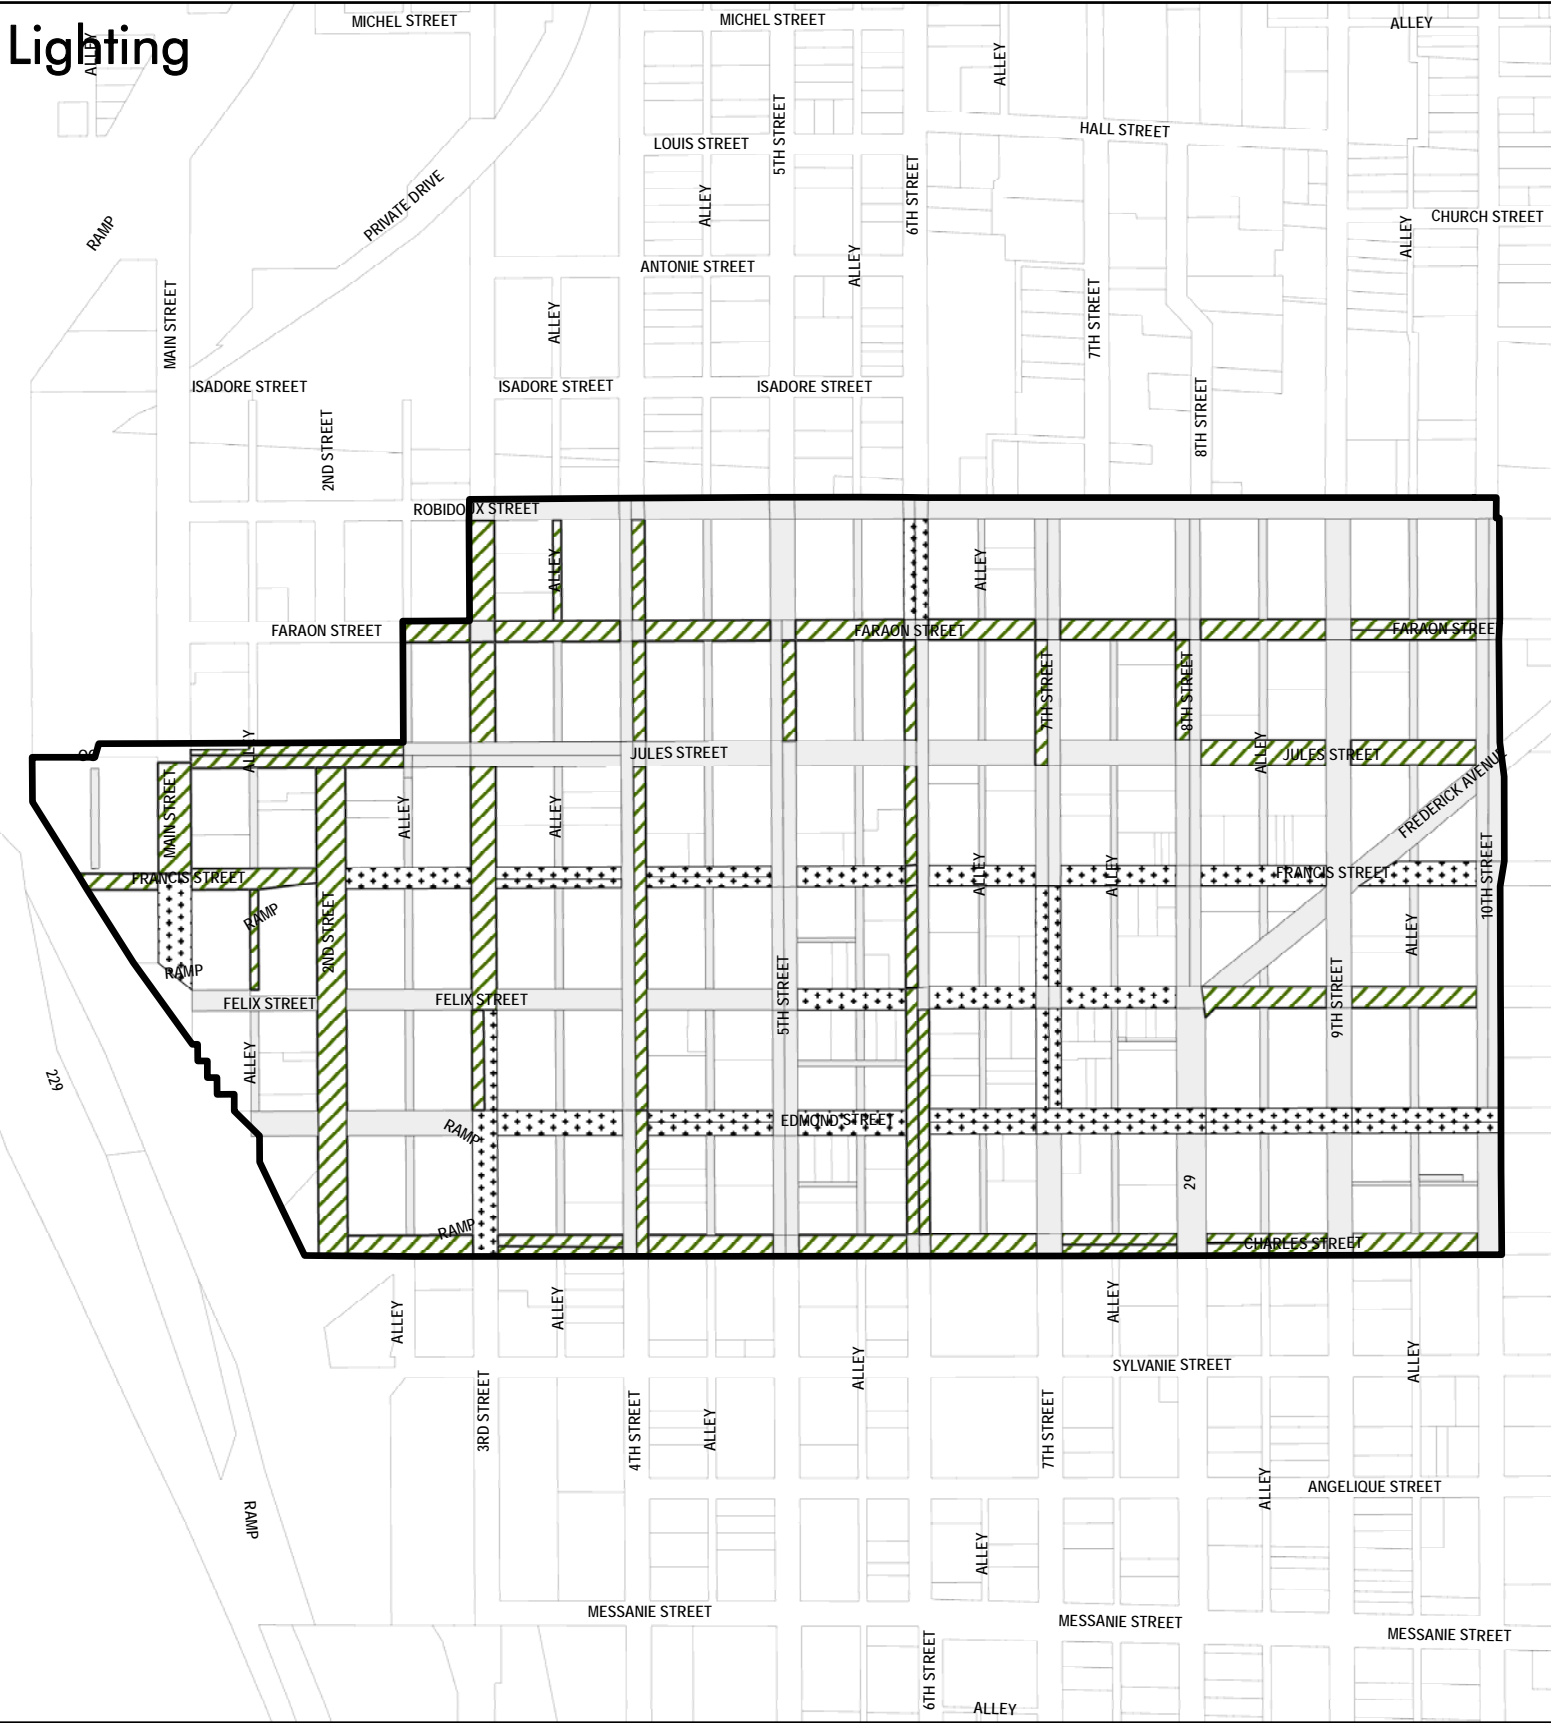 Lighting
ALLEY
MICHEL STREET
MICHEL STREET
ALLEY
ALLEY
HALL STREET
LOUIS STREET
5TH STREET
6TH STREET
ALLEY
CHURCH STREET
ALLEY
PRIVATE DRIVE
RAMP
ANTONIE STREET
ALLEY
MAIN STREET
ALLEY
7TH STREET
ISADORE STREET
ISADORE STREET
ISADORE STREET
2ND STREET
8TH STREET
ROBIDOUX STREET
ALLEY
ALLEY
FARAON STREET
FARAON STREET
FARAON STREE
7TH STREET
8TH STREET
ALLEY
JULES STREET
ALLEY
JULES STREET
FREDERICK AVENUE
MAIN STREET
ALLEY
ALLEY
FRANCIS STREET
ALLEY
ALLEY
FRANCIS STREET
10TH STREET
RAMP
2ND STREET
ALLEY
RAMP
FELIX STREET
FELIX STREET
5TH STREET
9TH STREET
229
ALLEY
RAMP
EDMOND STREET
29
RAMP
CHARLES STREET
ALLEY
ALLEY
ALLEY
ALLEY
SYLVANIE STREET
ALLEY
3RD STREET
4TH STREET
ALLEY
7TH STREET
ALLEY
ANGELIQUE STREET
RAMP
ALLEY
MESSANIE STREET
MESSANIE STREET
MESSANIE STREET
6TH STREET
ALLEY